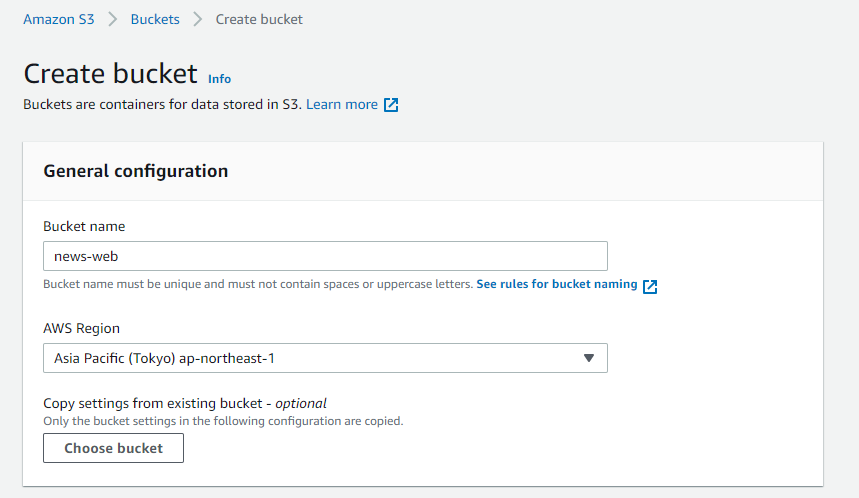 Amazon S3 > Buckets > Create bucket
Create bucket Info
Buckets are containers for data stored in S3. Learn more
General configuration
Bucket name
news-web
Bucket name must be unique and must not contain spaces or uppercase letters. See rules for bucket naming
AWS Region
Asia Pacific (Tokyo) ap-northeast-1
Copy settings from existing bucket - optional
Only the bucket settings in the following configuration are copied.
Choose bucket